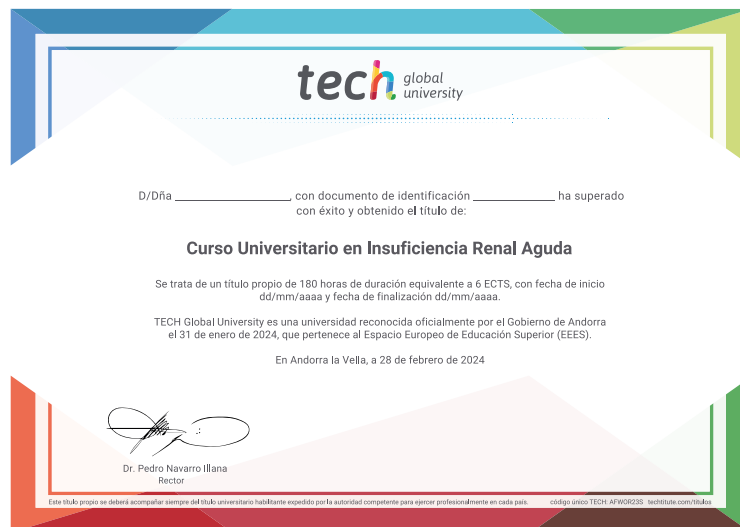 tech global university
D/Dña ________________, con documento de identificación ____________ ha superado
con éxito y obtenido el título de:
Curso Universitario en Insuficiencia Renal Aguda
Se trata de un título propio de 180 horas de duración equivalente a 6 ECTS, con fecha de inicio
dd/mm/aaaa y fecha de finalización dd/mm/aaaa.
TECH Global University es una universidad reconocida oficialmente por el Gobierno de Andorra
el 31 de enero de 2024, que pertenece al Espacio Europeo de Educación Superior (EEES).
En Andorra la Vella, a 28 de febrero de 2024
Dr. Pedro Navarro Illana
Rector
Este título propio se deberá acompañar siempre del título universitario habilitante expedido por la autoridad competente para ejercer profesionalmente en cada país. código único TECH: AFWOR23S techtitute.com/titulos